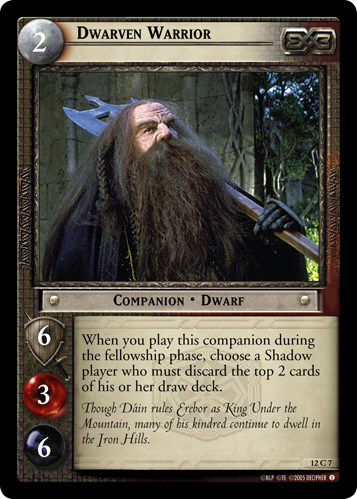 2
DWARVEN WARRIOR
COMPANION • DWARF
6
When you play this companion during
the fellowship phase, choose a Shadow
player who must discard the top 2 cards
of his or her draw deck.
3
Though Dáin rules Erebor as King Under the
Mountain, many of his kindred continue to dwell in
the Iron Hills.
6
12 C 7
©NLP ©TE ©2005 DECIPHER